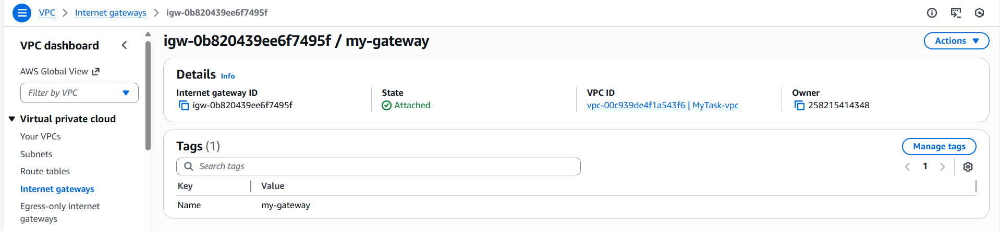 VPC > Internet gateways > igw-0b820439ee6f7495f
VPC dashboard
AWS Global View
Filter by VPC
Virtual private cloud
Your VPCs
Subnets
Route tables
Internet gateways
Egress-only internet
gateways
igw-0b820439ee6f7495f / my-gateway
Actions
Details Info
Internet gateway ID
igw-0b820439ee6f7495f
State
Attached
VPC ID
vpc-00c939de4f1a543f6 | MyTask-vpc
Owner
258215414348
Tags (1)
Manage tags
Search tags
1
Key Value
Name my-gateway